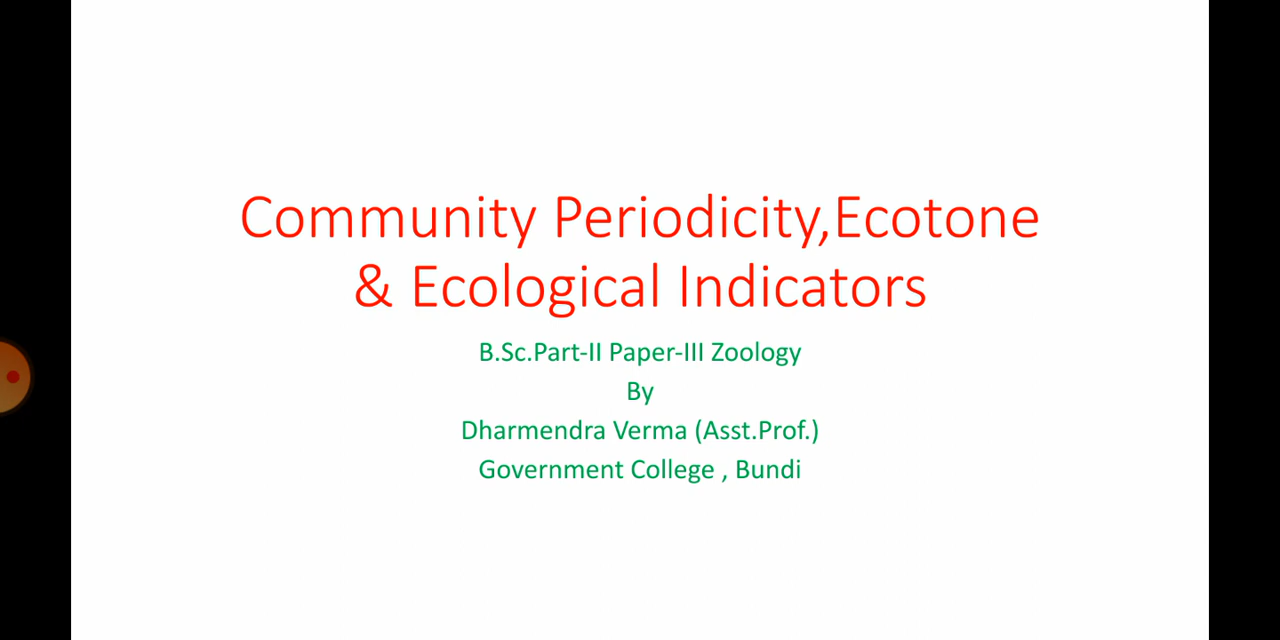 Community Periodicity,Ecotone
& Ecological Indicators
B.Sc.Part-II Paper-III Zoology
By
Dharmendra Verma (Asst.Prof.)
Government College , Bundi